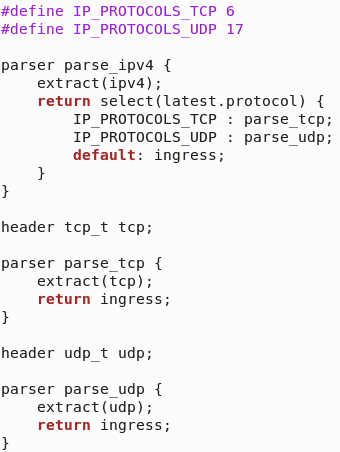 #define IP_PROTOCOLS_TCP 6
#define IP_PROTOCOLS_UDP 17
parser parse_ipv4 {
extract(ipv4);
return select(latest.protocol) {
IP_PROTOCOLS_TCP : parse_tcp;
IP_PROTOCOLS_UDP : parse_udp;
default: ingress;
}
}
header tcp_t tcp;
parser parse_tcp {
extract(tcp);
return ingress;
}
header udp_t udp;
parser parse_udp {
extract(udp);
return ingress;
}